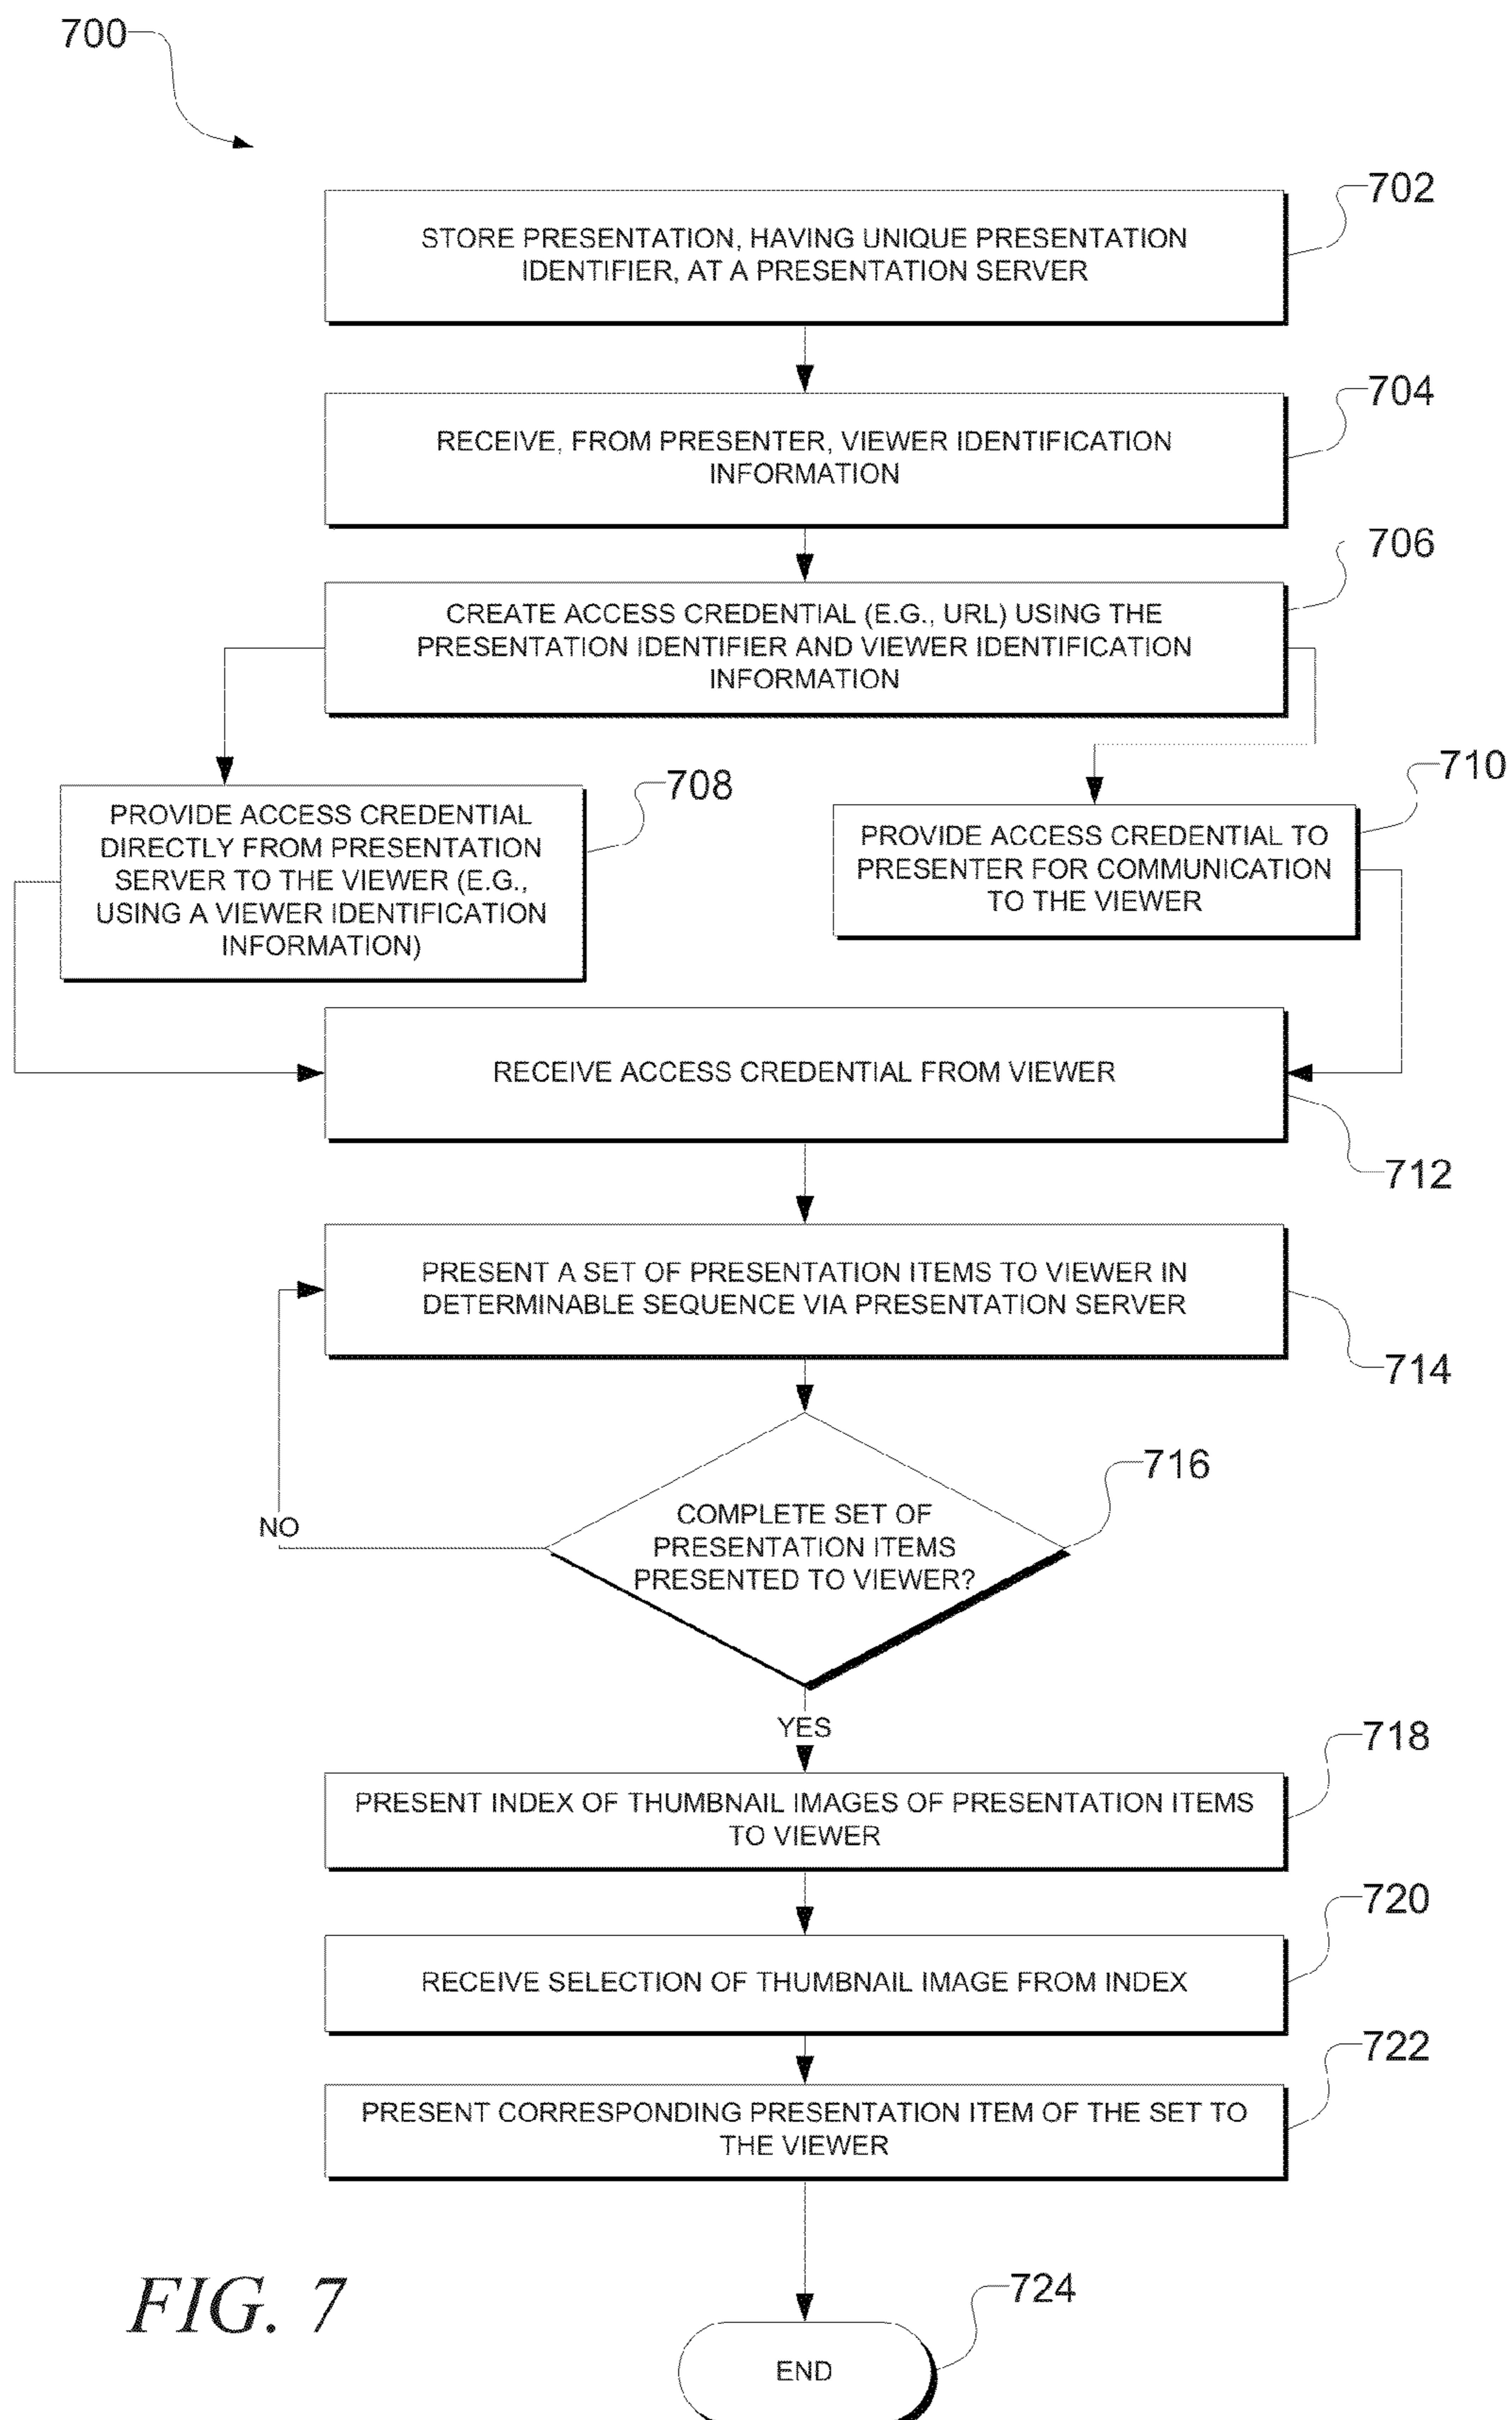 700
702
STORE PRESENTATION, HAVING UNIQUE PRESENTATION
IDENTIFIER, AT A PRESENTATION SERVER
704
RECEIVE, FROM PRESENTER, VIEWER IDENTIFICATION
INFORMATION
706
CREATE ACCESS CREDENTIAL (E.G., URL) USING THE
PRESENTATION IDENTIFIER AND VIEWER IDENTIFICATION
INFORMATION
708
PROVIDE ACCESS CREDENTIAL
DIRECTLY FROM PRESENTATION
SERVER TO THE VIEWER (E.G.,
USING A VIEWER IDENTIFICATION
INFORMATION)
710
PROVIDE ACCESS CREDENTIAL TO
PRESENTER FOR COMMUNICATION
TO THE VIEWER
RECEIVE ACCESS CREDENTIAL FROM VIEWER
712
PRESENT A SET OF PRESENTATION ITEMS TO VIEWER IN
DETERMINABLE SEQUENCE VIA PRESENTATION SERVER
714
716
COMPLETE SET OF
PRESENTATION ITEMS
PRESENTED TO VIEWER?
NO
YES
718
PRESENT INDEX OF THUMBNAIL IMAGES OF PRESENTATION ITEMS
TO VIEWER
720
RECEIVE SELECTION OF THUMBNAIL IMAGE FROM INDEX
722
PRESENT CORRESPONDING PRESENTATION ITEM OF THE SET TO
THE VIEWER
724
END
FIG. 7